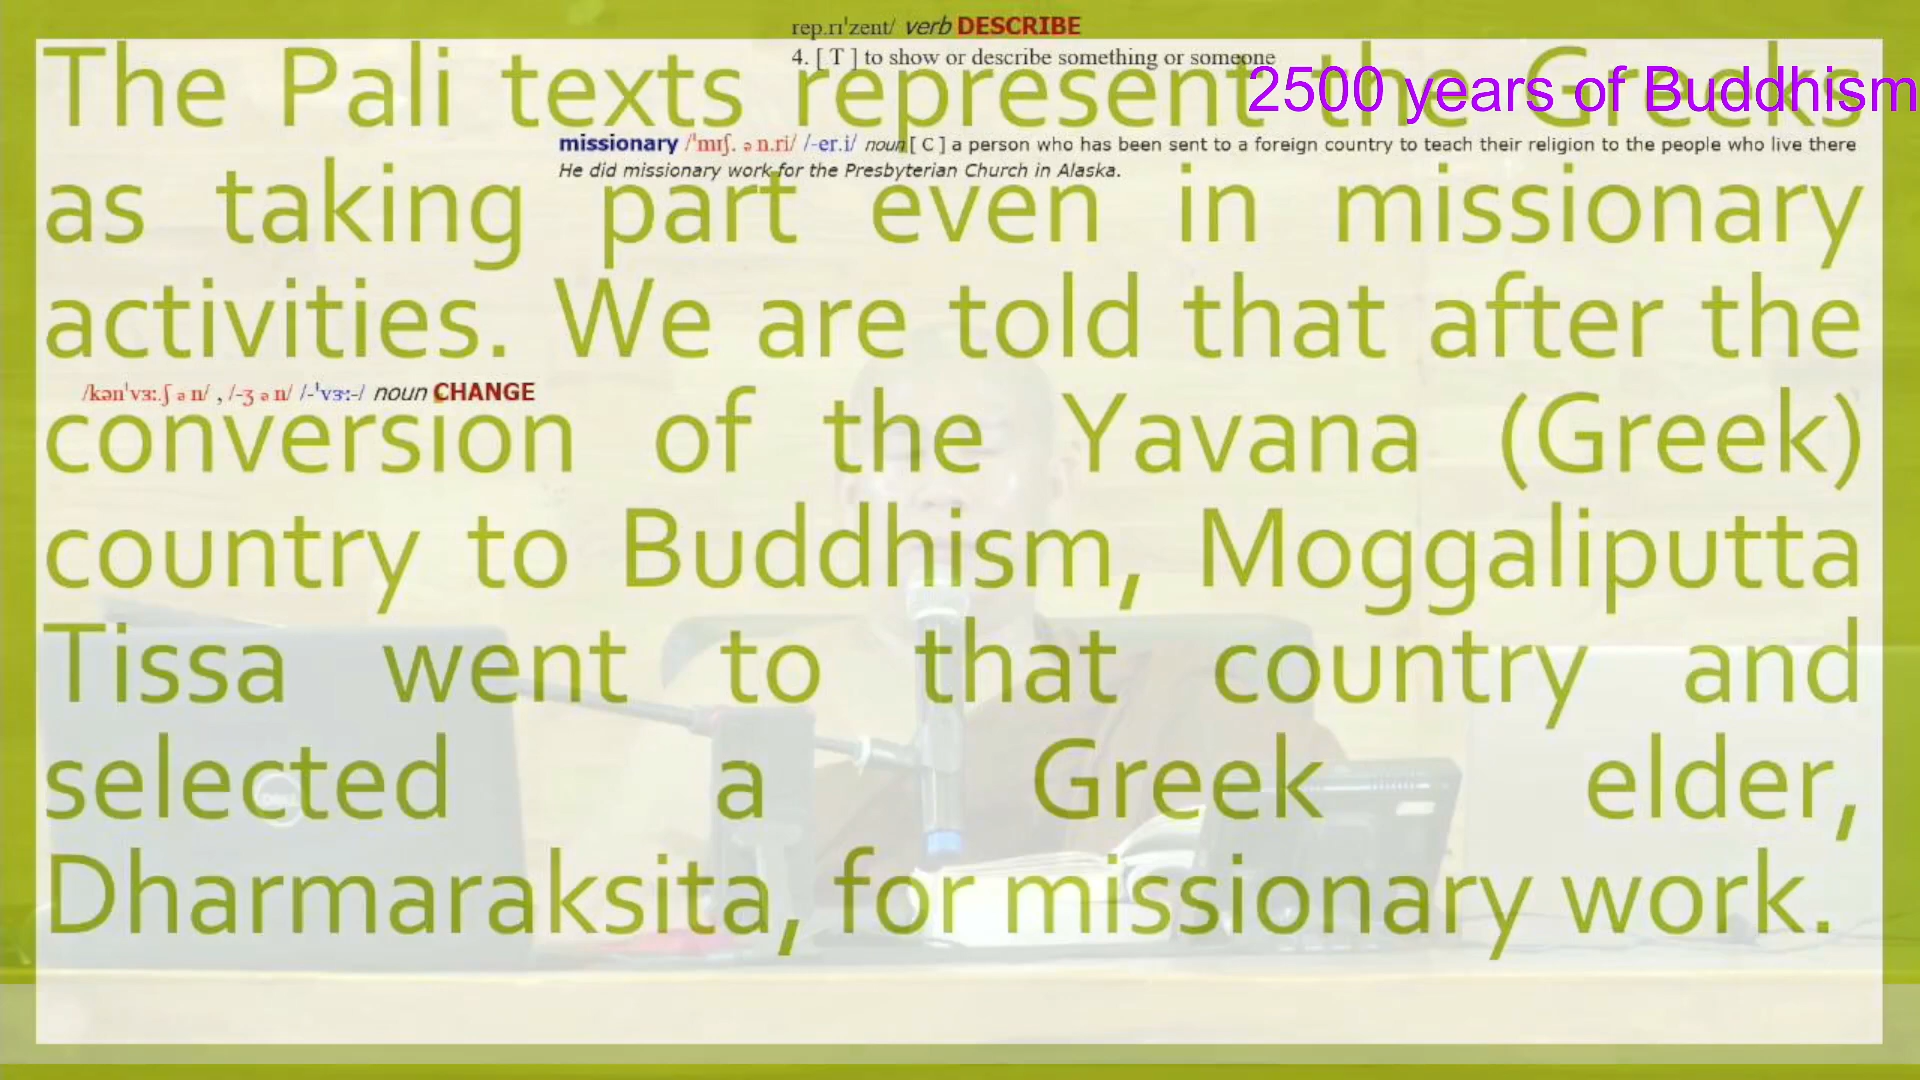 rep.rɪˈzent/ verb DESCRIBE
4. [ T ] to show or describe something or someone
The Pali texts represent the Greeks
2500 years of Buddhism
missionary /ˈmɪʃ. ə n.ri/ /-er.i/ noun [ C ] a person who has been sent to a foreign country to teach their religion to the people who live there
He did missionary work for the Presbyterian Church in Alaska.
as taking part even in missionary
activities. We are told that after the
/kənˈvɜː.ʃ ə n/ , /-ʒ ə n/ /-ˈvɜː-/ noun CHANGE
conversion of the Yavana (Greek)
country to Buddhism, Moggaliputta
Tissa went to that country and
selected a Greek elder,
Dharmaraksita, for missionary work.